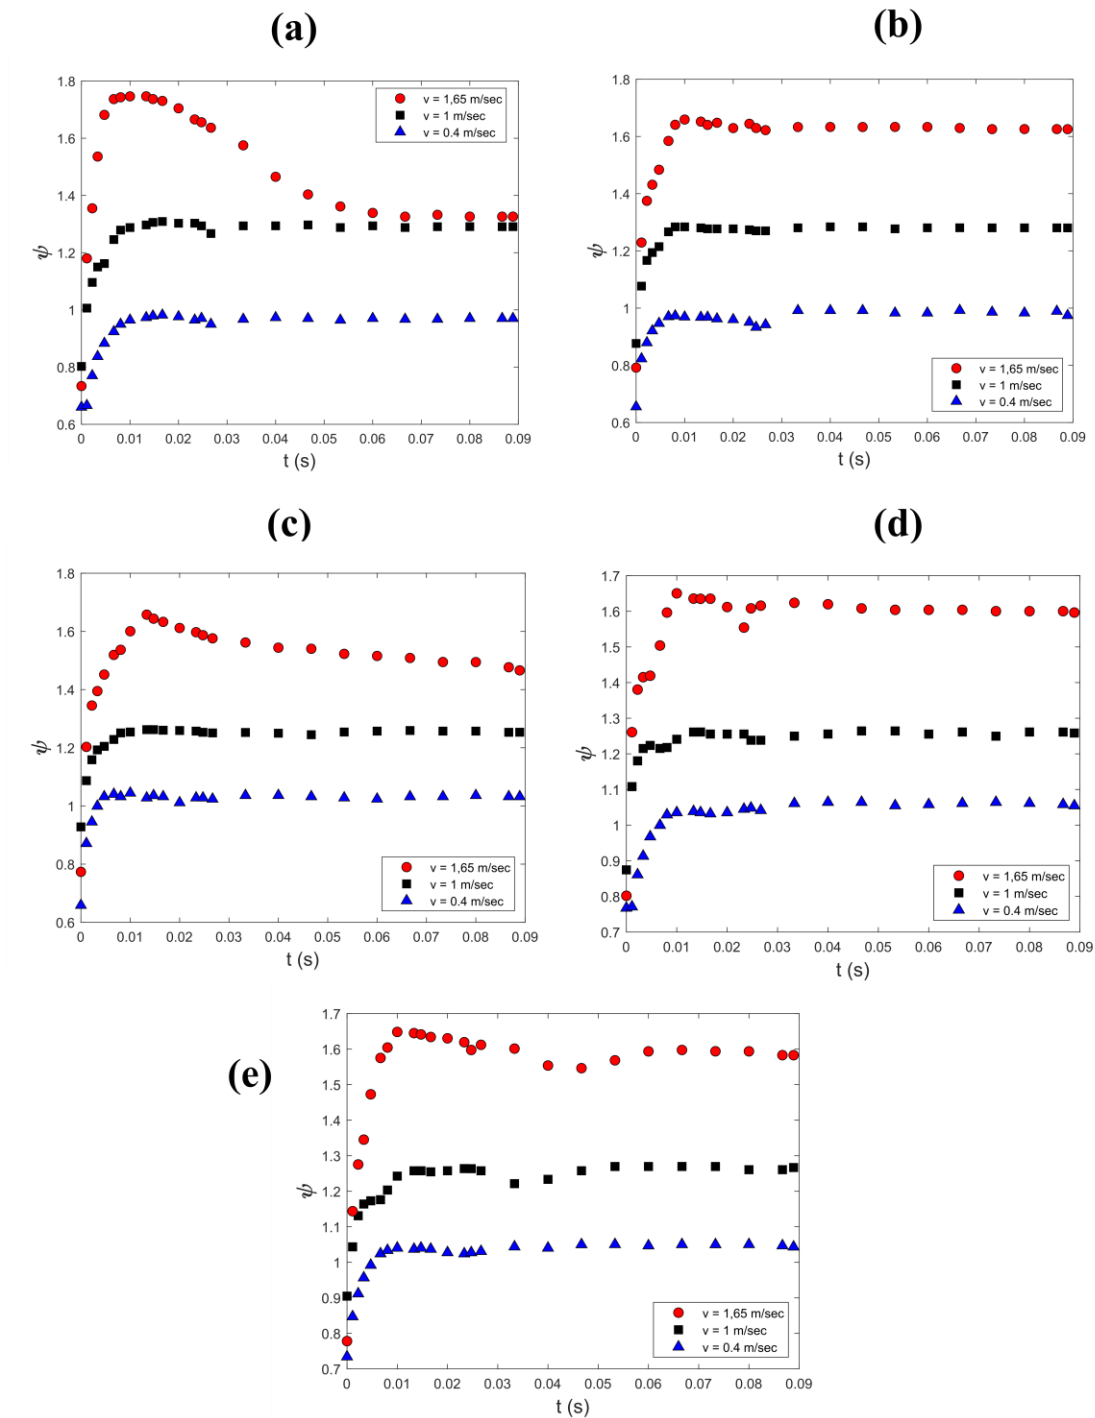 (a)
1.8
1.6
1.4
1.2
1
0.8
0.6
ψ
v = 1,65 m/sec
v = 1 m/sec
v = 0.4 m/sec
0 0.01 0.02 0.03 0.04 0.05 0.06 0.07 0.08 0.09
t (s)
(b)
1.8
1.6
1.4
1.2
1
0.8
0.6
ψ
v = 1,65 m/sec
v = 1 m/sec
v = 0.4 m/sec
0 0.01 0.02 0.03 0.04 0.05 0.06 0.07 0.08 0.09
t (s)
(c)
1.8
1.6
1.4
1.2
1
0.8
0.6
ψ
v = 1,65 m/sec
v = 1 m/sec
v = 0.4 m/sec
0 0.01 0.02 0.03 0.04 0.05 0.06 0.07 0.08 0.09
t (s)
(d)
1.7
1.6
1.5
1.4
1.3
1.2
1.1
1
0.9
0.8
0.7
ψ
v = 1,65 m/sec
v = 1 m/sec
v = 0.4 m/sec
0 0.01 0.02 0.03 0.04 0.05 0.06 0.07 0.08 0.09
t (s)
(e)
1.7
1.6
1.5
1.4
1.3
1.2
1.1
1
0.9
0.8
0.7
ψ
v = 1,65 m/sec
v = 1 m/sec
v = 0.4 m/sec
0 0.01 0.02 0.03 0.04 0.05 0.06 0.07 0.08 0.09
t (s)